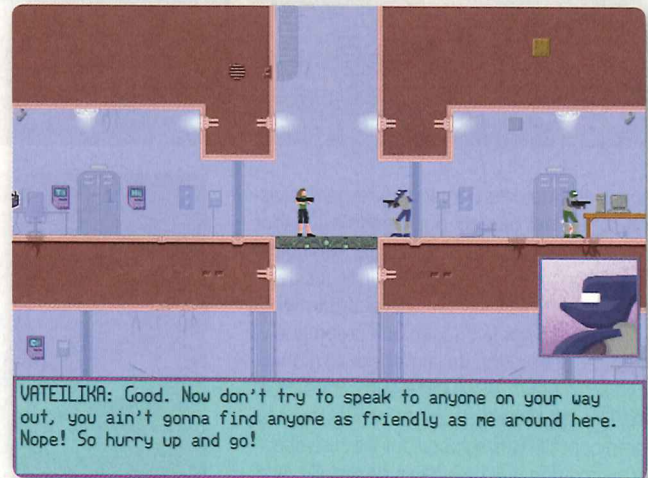 VATEILIKA: Good. Now don't try to speak to anyone on your way
out, you ain't gonna find anyone as friendly as me around here.
Nope! So hurry up and go!